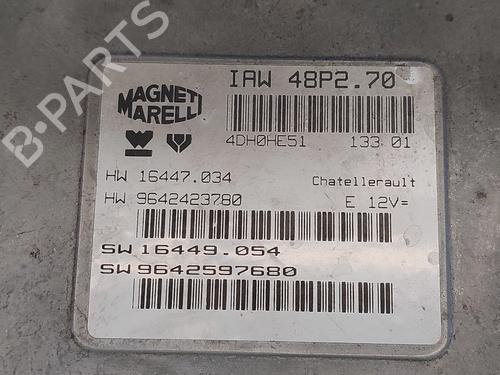 B-PARTS
MAGNETI
MARELLI
IAW 48P2.70
4DH0HE51 133 01
HW 16447.034 Chatellerault
HW 9642423780 E 12V=
SW 16449.054
SW 9642597680